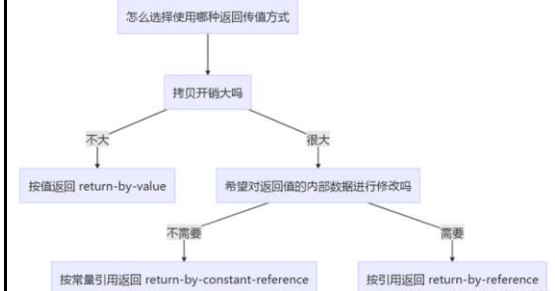 怎么选择使用哪种返回传值方式
拷贝开销大吗
不大
很大
按值返回 return-by-value
希望对返回值的内部数据进行修改吗
不需要
需要
按常量引用返回 return-by-constant-reference
按引用返回 return-by-reference